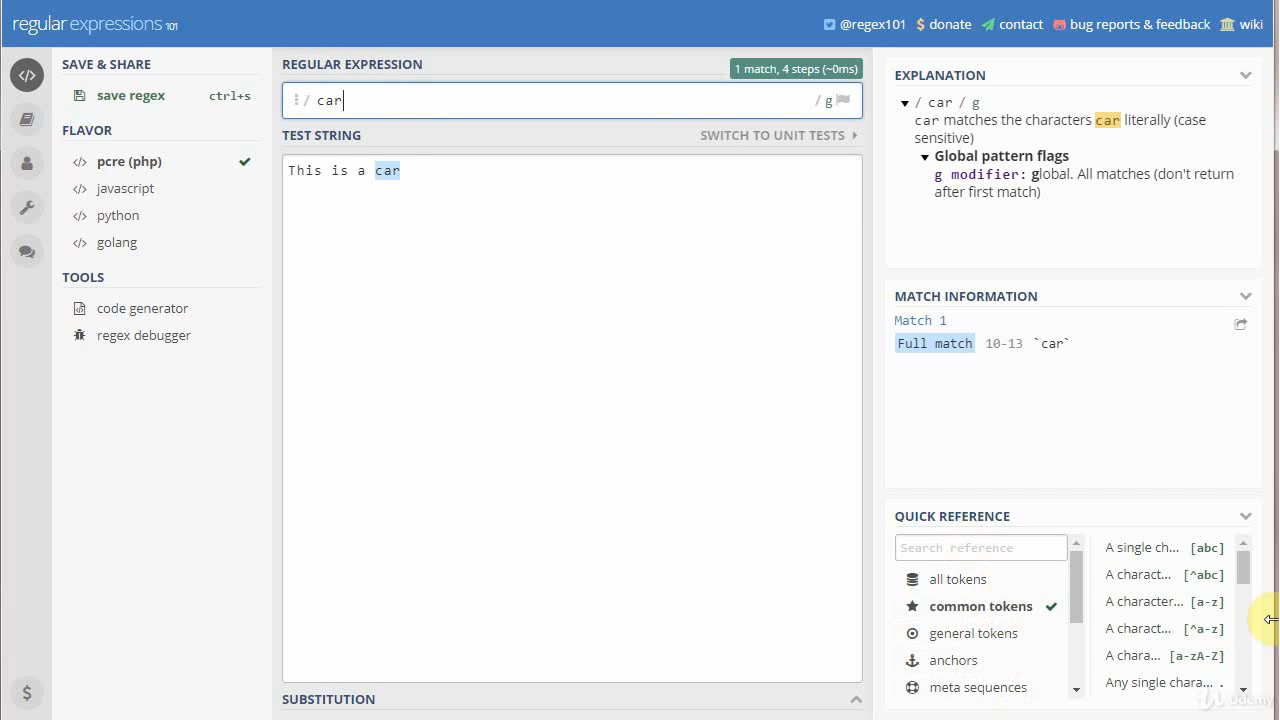 regular expressions 101
@regex101 donate contact bug reports & feedback wiki
SAVE & SHARE
save regex ctrl+s
FLAVOR
pcre (php)
javascript
python
golang
TOOLS
code generator
regex debugger
$
REGULAR EXPRESSION
1 match, 4 steps (~0ms)
/ car / g
TEST STRING
SWITCH TO UNIT TESTS
This is a car
SUBSTITUTION
EXPLANATION
/ car / g
car matches the characters car literally (case
sensitive)
Global pattern flags
g modifier: global. All matches (don't return
after first match)
MATCH INFORMATION
Match 1
Full match 10-13 `car`
QUICK REFERENCE
Search reference
all tokens
common tokens
general tokens
anchors
meta sequences
A single ch... [abc]
A charact... [^abc]
A character... [a-z]
A charact... [^a-z]
A chara... [a-zA-Z]
Any single chara... .
Udemy